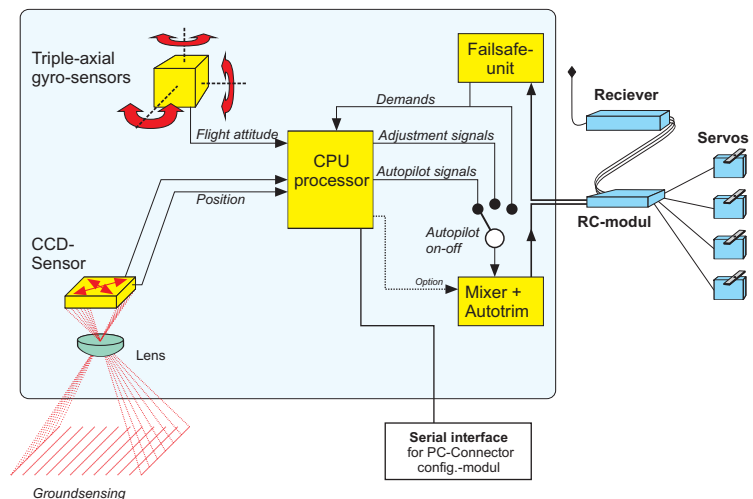 Triple-axial
gyro-sensors
Failsafe-
unit
Reciever
Demands
Servos
Flight attitude
CPU
processor
Adjustment signals
Autopilot signals
Position
RC-modul
Autopilot
on-off
CCD-
Sensor
Option
Mixer +
Autotrim
Lens
Serial interface
for PC-Connector
config.-modul
Groundsensing